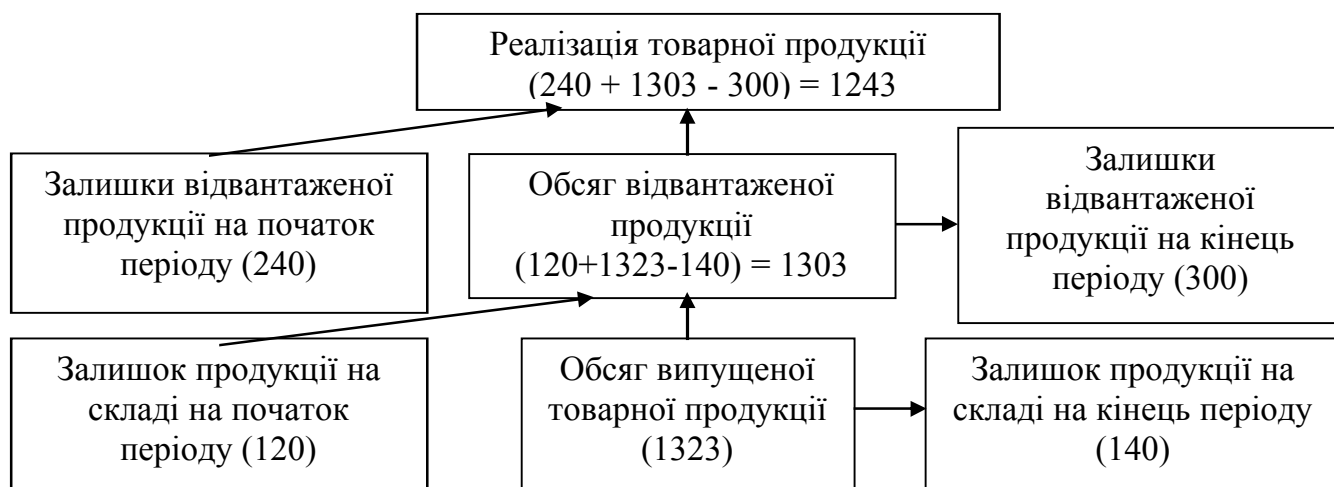 Реалізація товарної продукції
(240 + 1303 - 300) = 1243
Залишки відвантаженої
продукції на початок
періоду (240)
Обсяг відвантаженої
продукції
(120+1323-140) = 1303
Залишки
відвантаженої
продукції на кінець
періоду (300)
Залишок продукції на
складі на початок
періоду (120)
Обсяг випущеної
товарної продукції
(1323)
Залишок продукції на
складі на кінець періоду
(140)